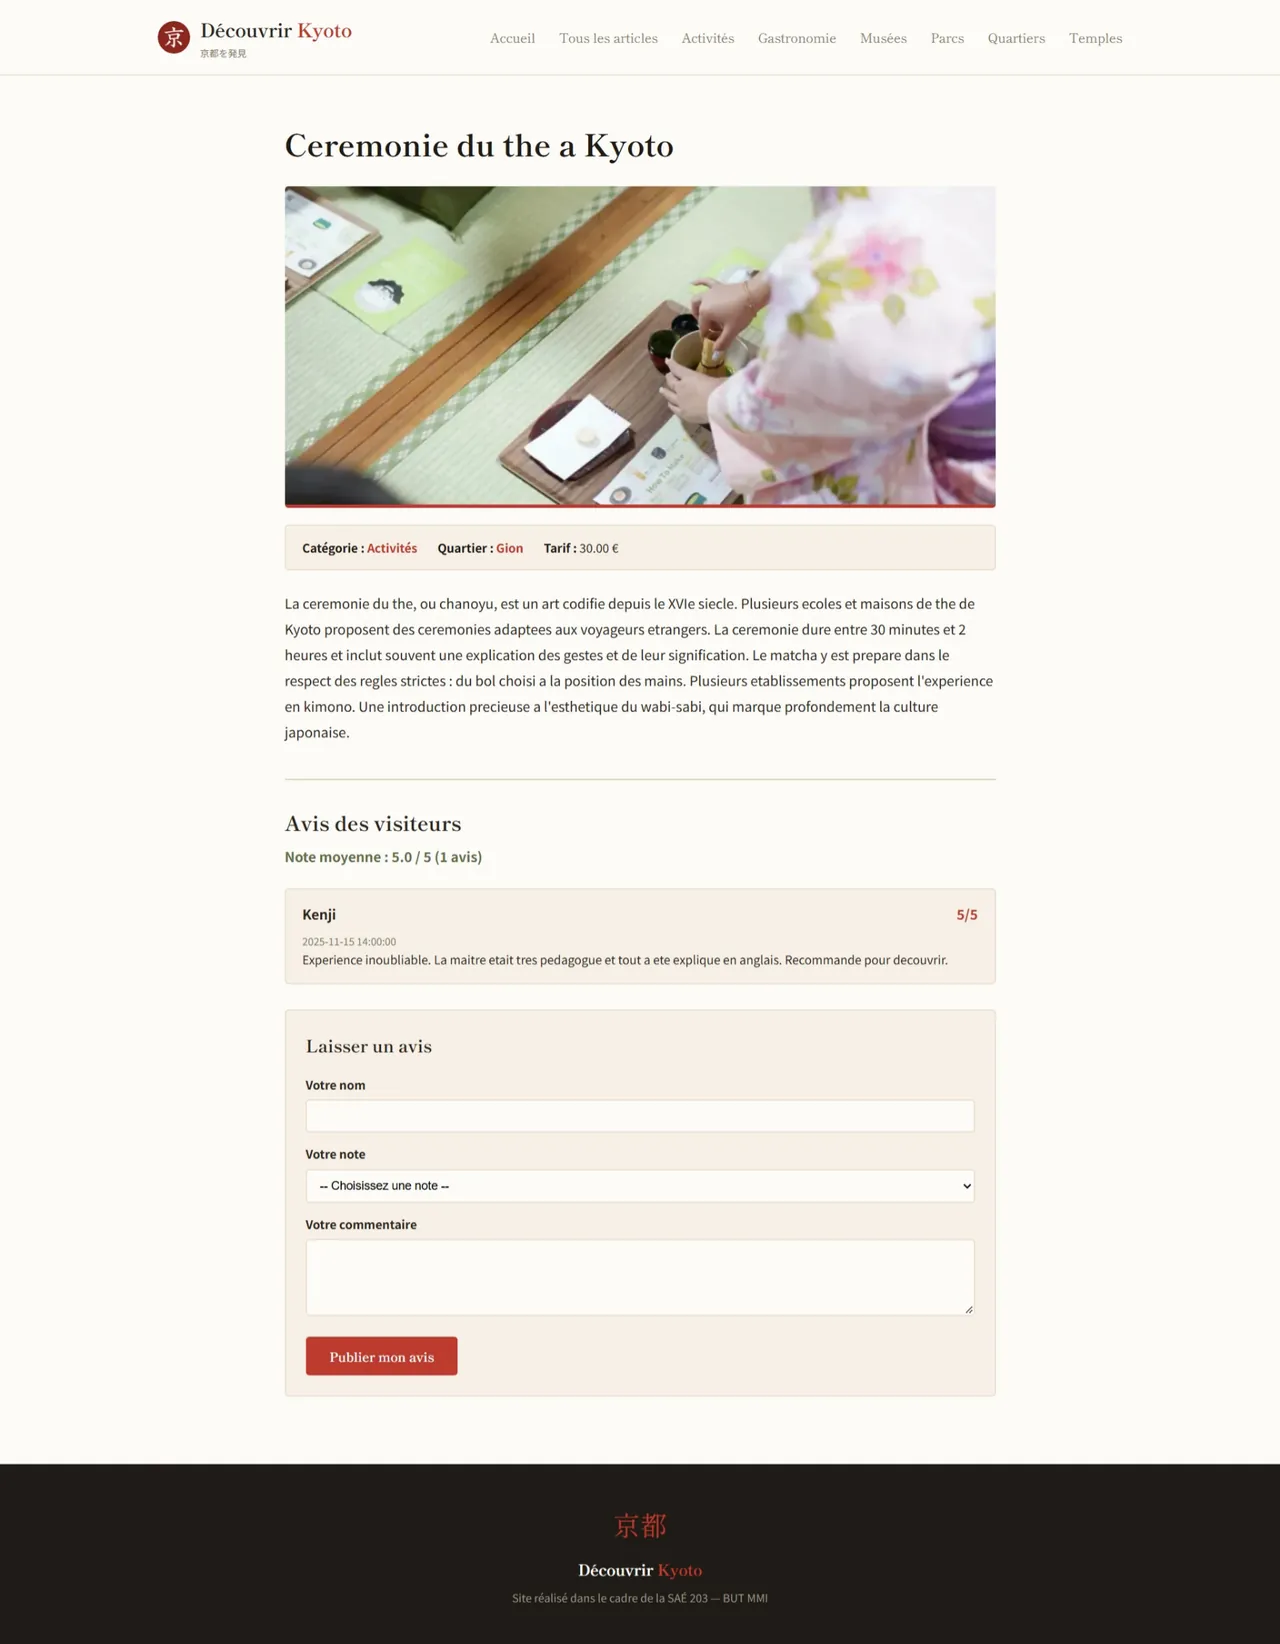 京
Découvrir Kyoto
京都を発見
Accueil Tous les articles Activités Gastronomie Musées Parcs Quartiers Temples
Ceremonie du the a Kyoto
How To Make
Catégorie : Activités Quartier : Gion Tarif : 30.00 €
La ceremonie du the, ou chanoyu, est un art codifie depuis le XVIe siecle. Plusieurs ecoles et maisons de the de
Kyoto proposent des ceremonies adaptees aux voyageurs etrangers. La ceremonie dure entre 30 minutes et 2
heures et inclut souvent une explication des gestes et de leur signification. Le matcha y est prepare dans le
respect des regles strictes : du bol choisi a la position des mains. Plusieurs etablissements proposent l'experience
en kimono. Une introduction precieuse a l'esthetique du wabi-sabi, qui marque profondement la culture
japonaise.
Avis des visiteurs
Note moyenne : 5.0 / 5 (1 avis)
Kenji 5/5
2025-11-15 14:00:00
Experience inoubliable. La maitre etait tres pedagogue et tout a ete explique en anglais. Recommande pour decouvrir.
Laisser un avis
Votre nom
Votre note
-- Choisissez une note --
Votre commentaire
Publier mon avis
京都
Découvrir Kyoto
Site réalisé dans le cadre de la SAÉ 203 — BUT MMI